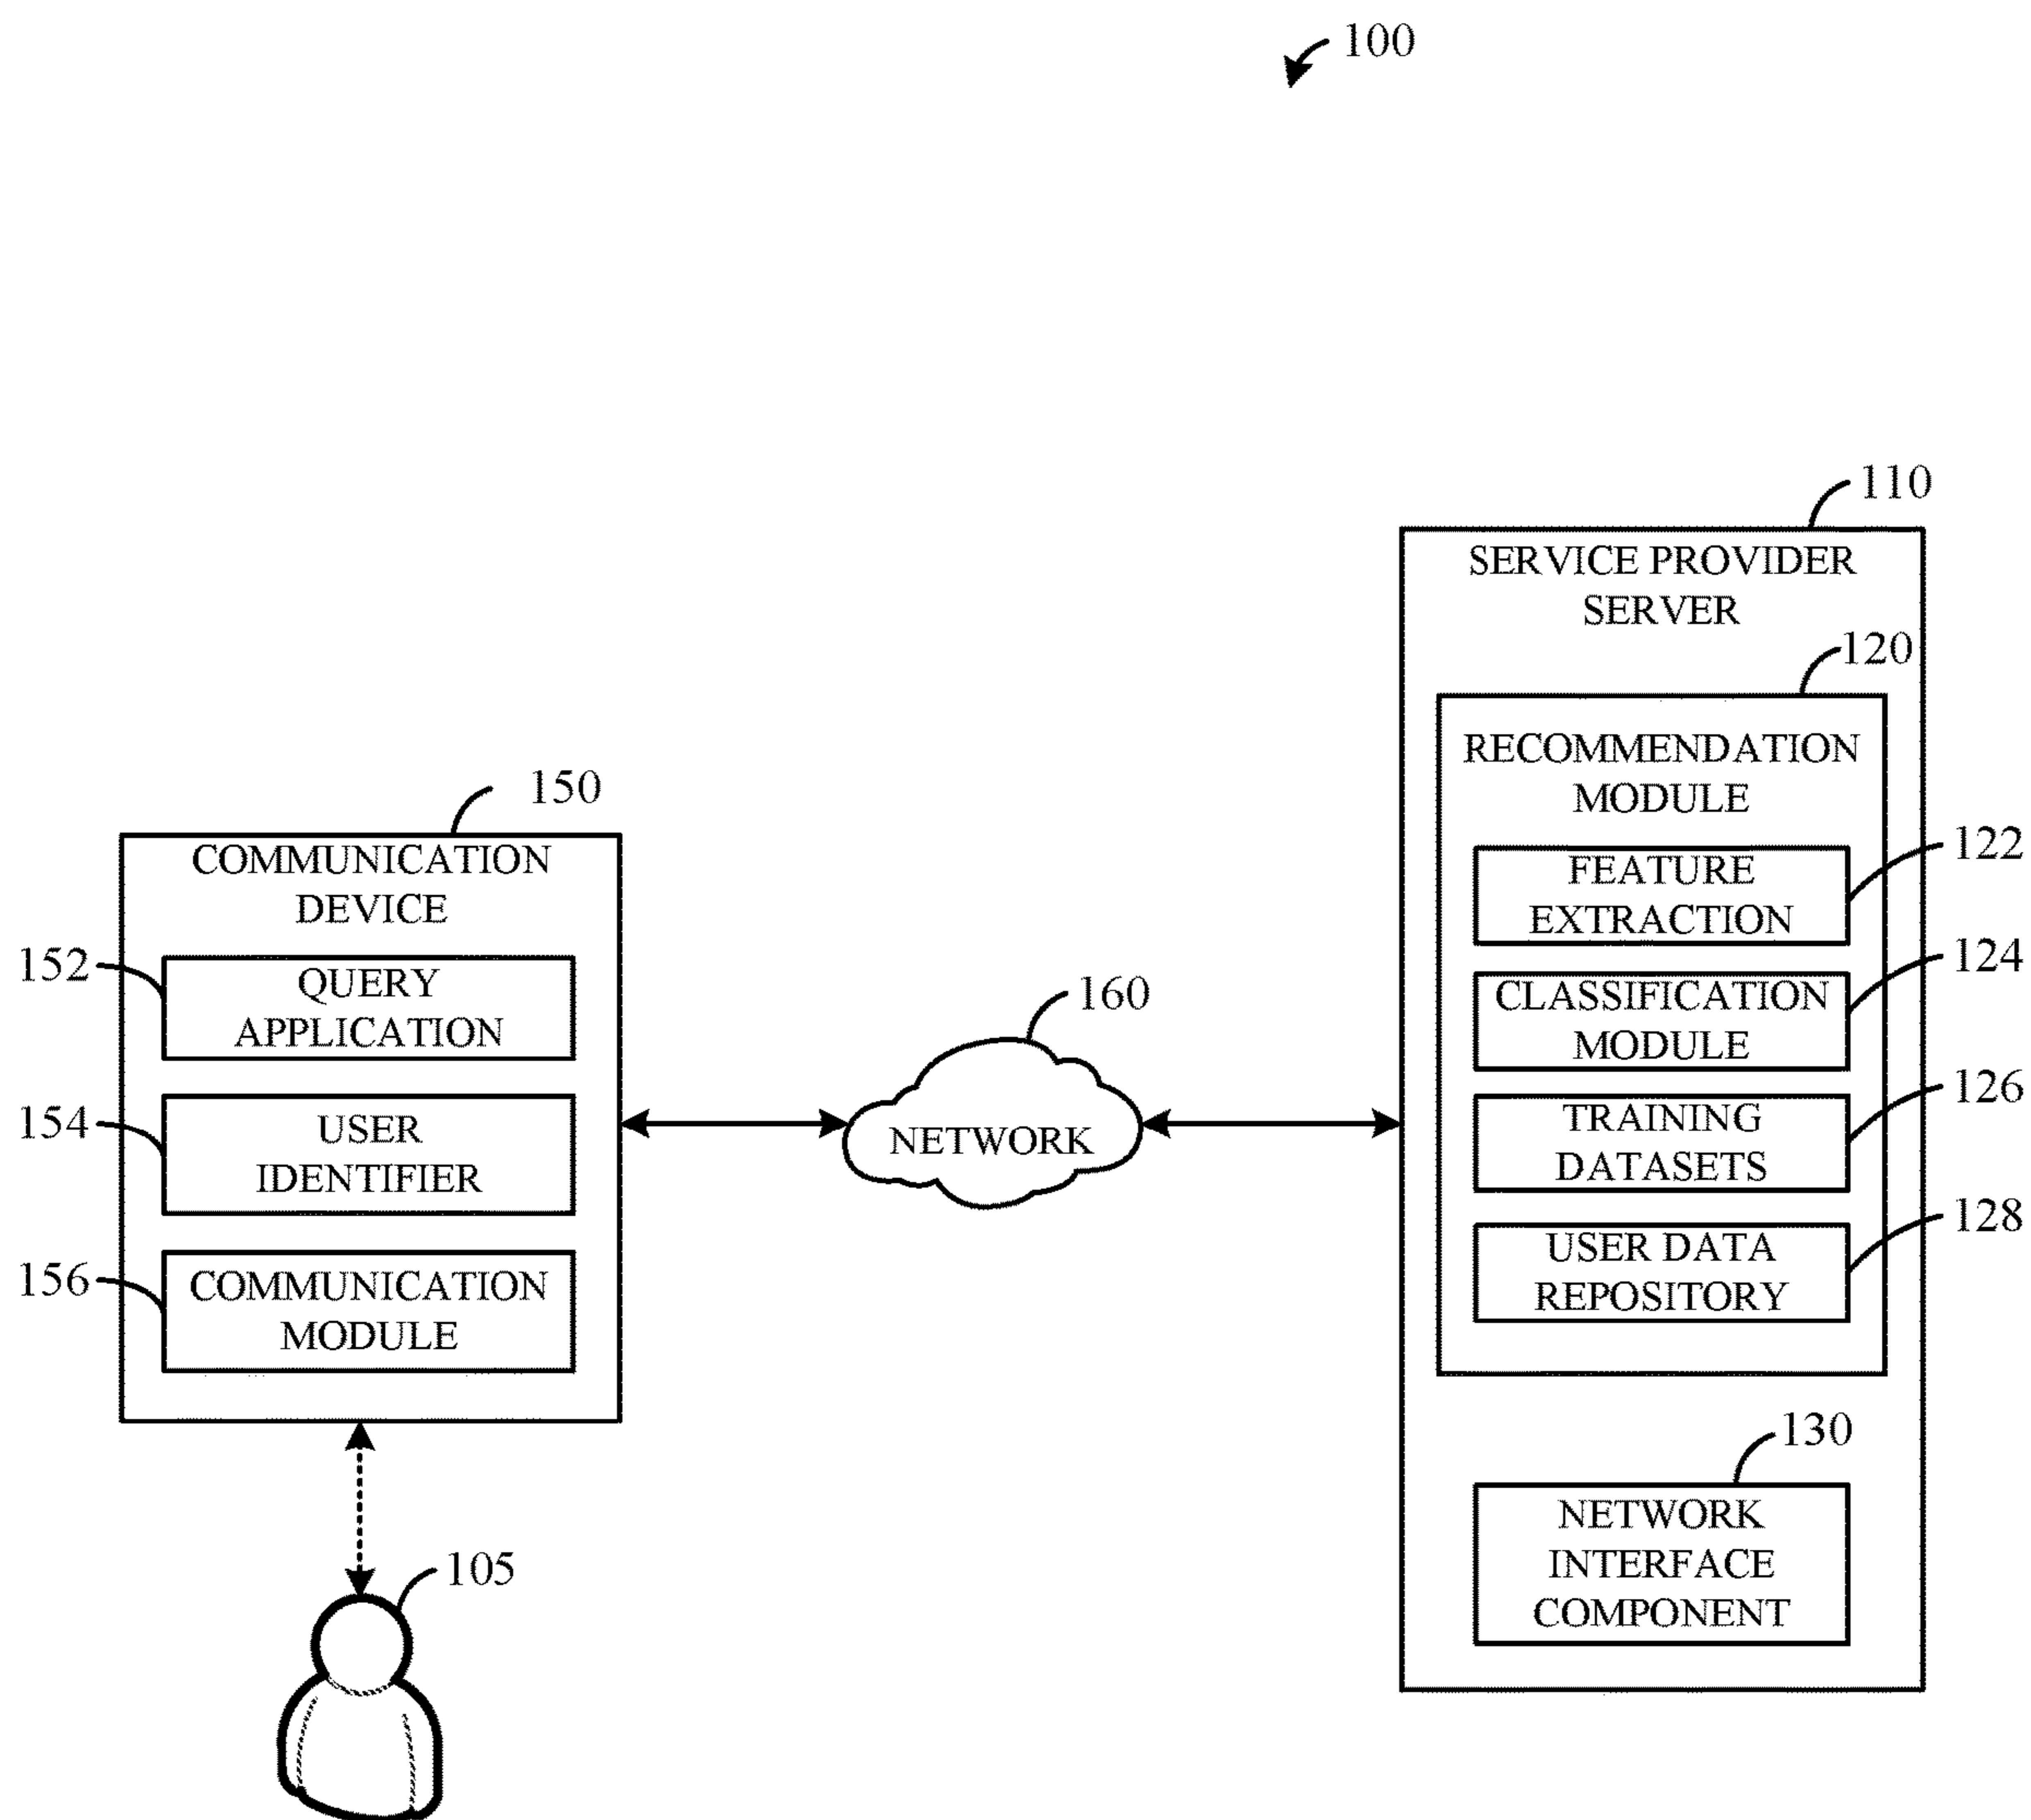 100
110
SERVICE PROVIDER
SERVER
120
RECOMMENDATION
MODULE
122
FEATURE
EXTRACTION
124
CLASSIFICATION
MODULE
126
TRAINING
DATASETS
128
USER DATA
REPOSITORY
130
NETWORK
INTERFACE
COMPONENT
150
COMMUNICATION
DEVICE
152
QUERY
APPLICATION
154
USER
IDENTIFIER
156
COMMUNICATION
MODULE
160
NETWORK
105